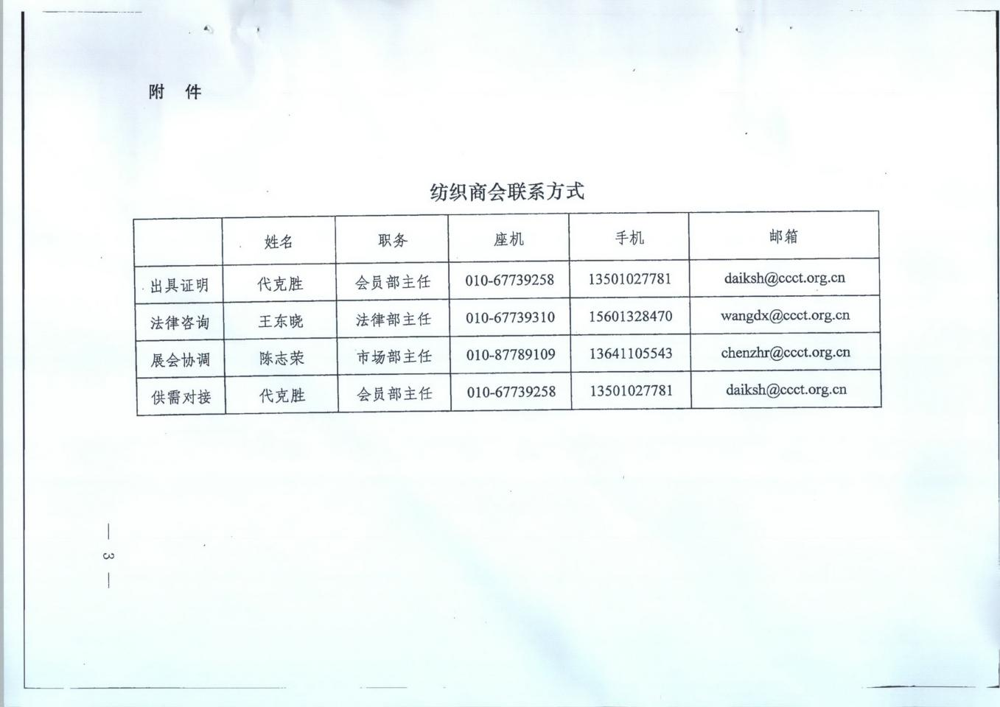 附 件
纺织商会联系方式
姓名 职务 座机 手机 邮箱
出具证明 代克胜 会员部主任 010-67739258 13501027781 daiksh@ccct.org.cn
法律咨询 王东晓 法律部主任 010-67739310 15601328470 wangdx@ccct.org.cn
展会协调 陈志荣 市场部主任 010-87789109 13641105543 chenzhr@ccct.org.cn
供需对接 代克胜 会员部主任 010-67739258 13501027781 daiksh@ccct.org.cn
— 3 —